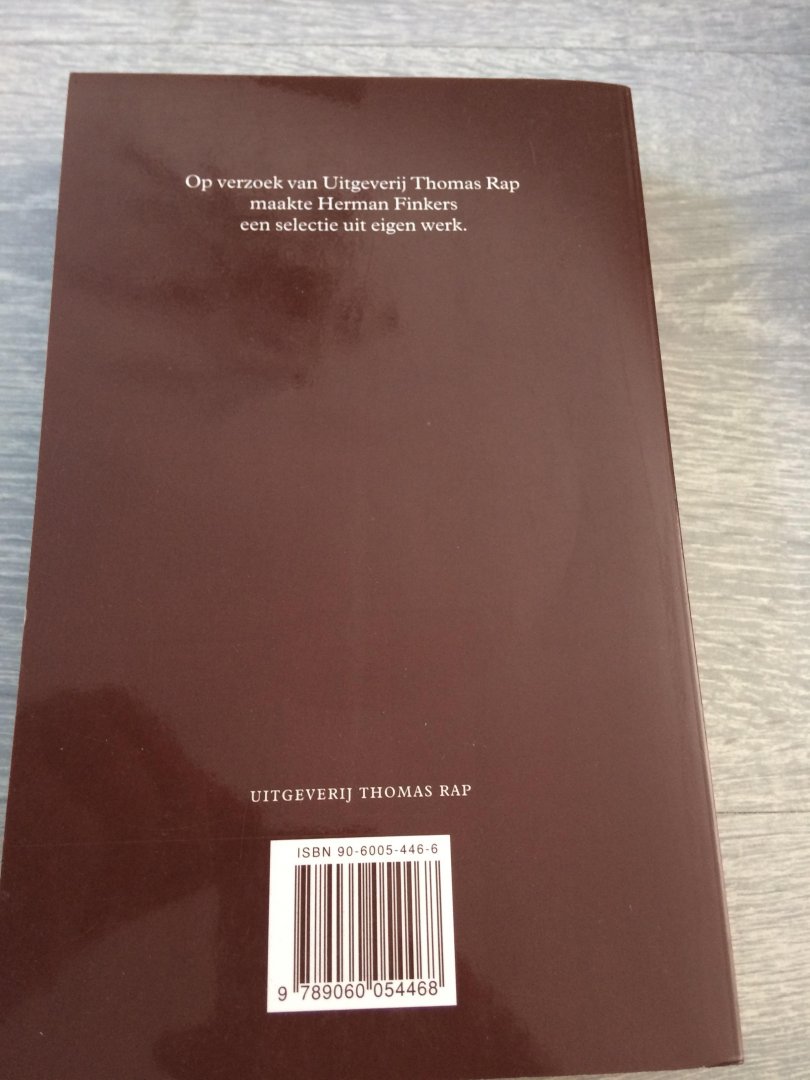 Op verzoek van Uitgeverij Thomas Rap
maakte Herman Finkers
een selectie uit eigen werk.
UITGEVERIJ THOMAS RAP
ISBN 90-6005-446-6
9 789060 054468